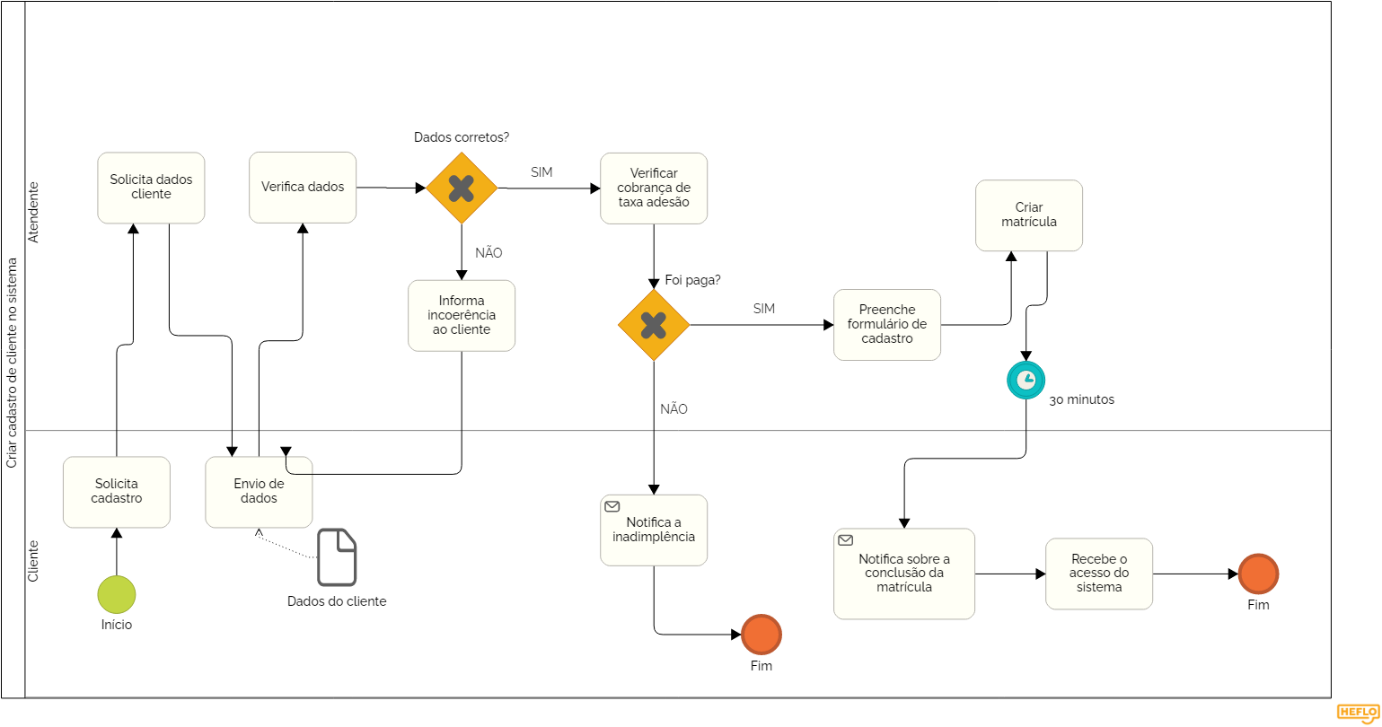 Criar cadastro de cliente no sistema
Atendente
Solicita dados
cliente
Verifica dados
Dados corretos?
SIM
NÃO
Informa
incoerência
ao cliente
Verificar
cobrança de
taxa adesão
Foi paga?
SIM
NÃO
Preenche
formulário de
cadastro
Criar
matrícula
30 minutos
Cliente
Solicita
cadastro
Início
Envio de
dados
Dados do cliente
Notifica a
inadimplência
Fim
Notifica sobre a
conclusão da
matrícula
Recebe o
acesso do
sistema
Fim
HEFLO